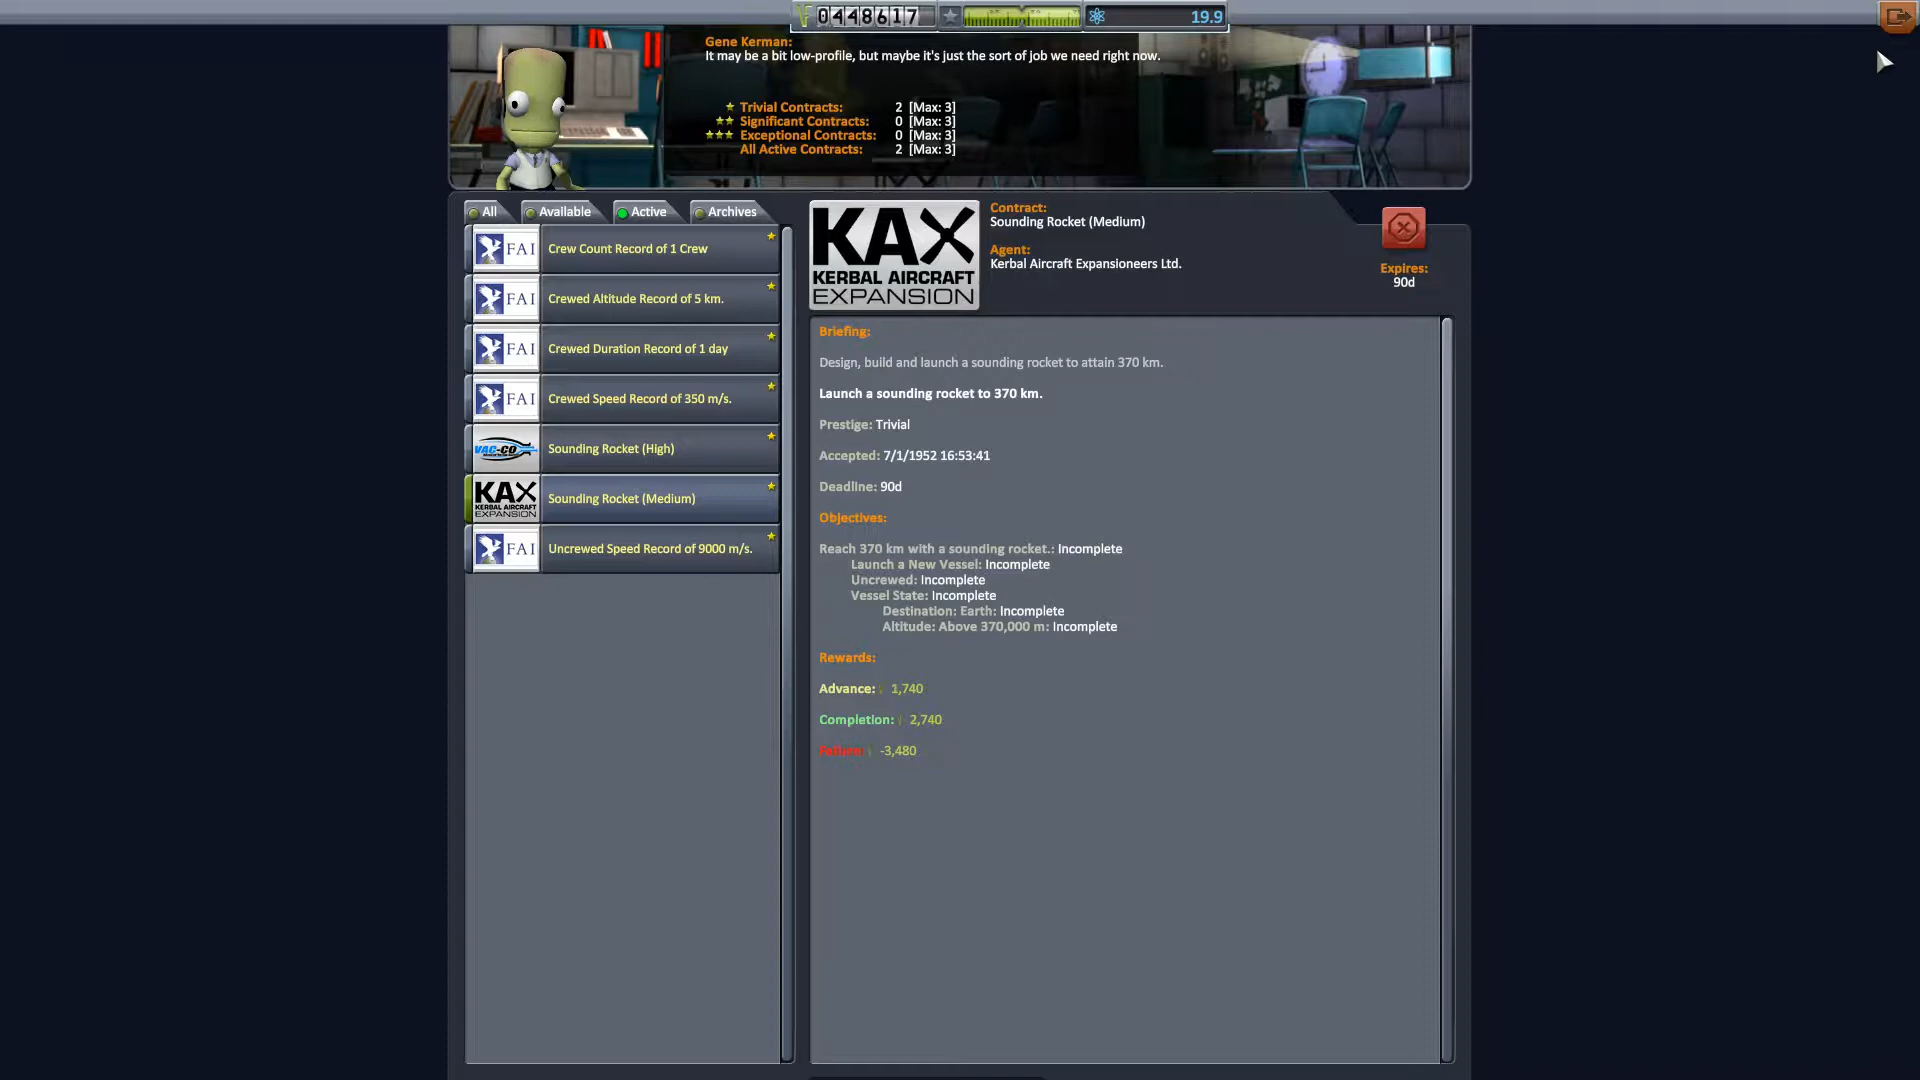 0448617
19.9
Gene Kerman:
It may be a bit low-profile, but maybe it's just the sort of job we need right now.
Trivial Contracts: 2 [Max: 3]
Significant Contracts: 0 [Max: 3]
Exceptional Contracts: 0 [Max: 3]
All Active Contracts: 2 [Max: 3]
All
Available
Active
Archives
FAI Crew Count Record of 1 Crew
FAI Crewed Altitude Record of 5 km.
FAI Crewed Duration Record of 1 day
FAI Crewed Speed Record of 350 m/s.
VAC-CO Sounding Rocket (High)
KAX KERBAL AIRCRAFT EXPANSION Sounding Rocket (Medium)
FAI Uncrewed Speed Record of 9000 m/s.
KAX
KERBAL AIRCRAFT
EXPANSION
Contract:
Sounding Rocket (Medium)
Agent:
Kerbal Aircraft Expansioneers Ltd.
Expires:
90d
Briefing:
Design, build and launch a sounding rocket to attain 370 km.
Launch a sounding rocket to 370 km.
Prestige: Trivial
Accepted: 7/1/1952 16:53:41
Deadline: 90d
Objectives:
Reach 370 km with a sounding rocket.: Incomplete
Launch a New Vessel: Incomplete
Uncrewed: Incomplete
Vessel State: Incomplete
Destination: Earth: Incomplete
Altitude: Above 370,000 m: Incomplete
Rewards:
Advance: 1,740
Completion: 2,740
Failure: -3,480